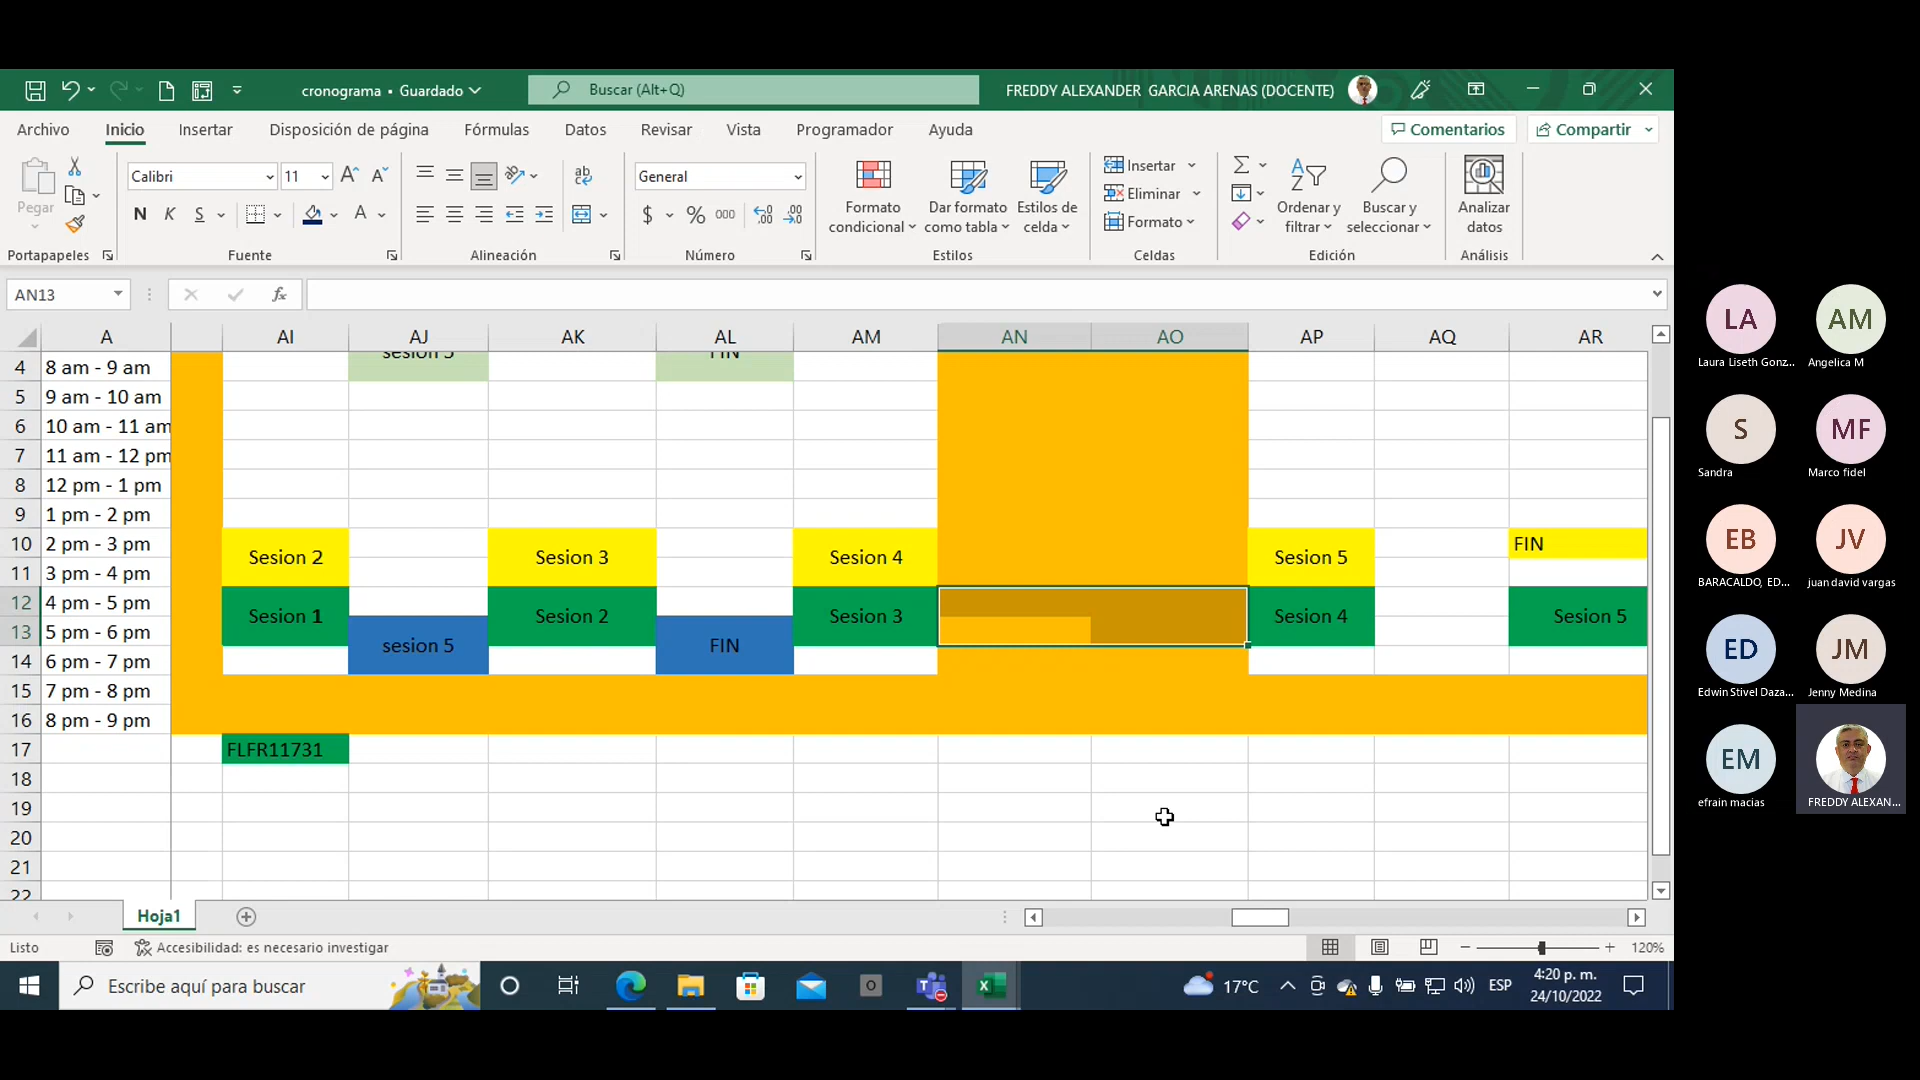 cronograma • Guardado
Buscar (Alt+Q)
FREDDY ALEXANDER GARCIA ARENAS (DOCENTE)
Archivo Inicio Insertar Disposición de página Fórmulas Datos Revisar Vista Programador Ayuda
Comentarios Compartir
Pegar
Calibri 11
N K S
General
$ % 000
Formato condicional
Dar formato como tabla
Estilos de celda
Insertar
Eliminar
Formato
Ordenar y filtrar
Buscar y seleccionar
Analizar datos
Portapapeles Fuente Alineación Número Estilos Celdas Edición Análisis
AN13 fx
A AI AJ AK AL AM AN AO AP AQ AR
4 8 am - 9 am sesion 5 FIN
5 9 am - 10 am
6 10 am - 11 am
7 11 am - 12 pm
8 12 pm - 1 pm
9 1 pm - 2 pm
10 2 pm - 3 pm Sesion 2 Sesion 3 Sesion 4 Sesion 5 FIN
11 3 pm - 4 pm
12 4 pm - 5 pm Sesion 1 Sesion 2 Sesion 3 Sesion 4 Sesion 5
13 5 pm - 6 pm sesion 5 FIN
14 6 pm - 7 pm
15 7 pm - 8 pm
16 8 pm - 9 pm
17 FLFR11731
18
19
20
21
22
Hoja1
Listo Accesibilidad: es necesario investigar 120%
Escribe aquí para buscar
17°C
ESP
4:20 p. m.
24/10/2022
LA AM
Laura Liseth Gonz... Angelica M
S MF
Sandra Marco fidel
EB JV
BARACALDO, ED... juan david vargas
ED JM
Edwin Stivel Daza... Jenny Medina
EM
efrain macias FREDDY ALEXAN...